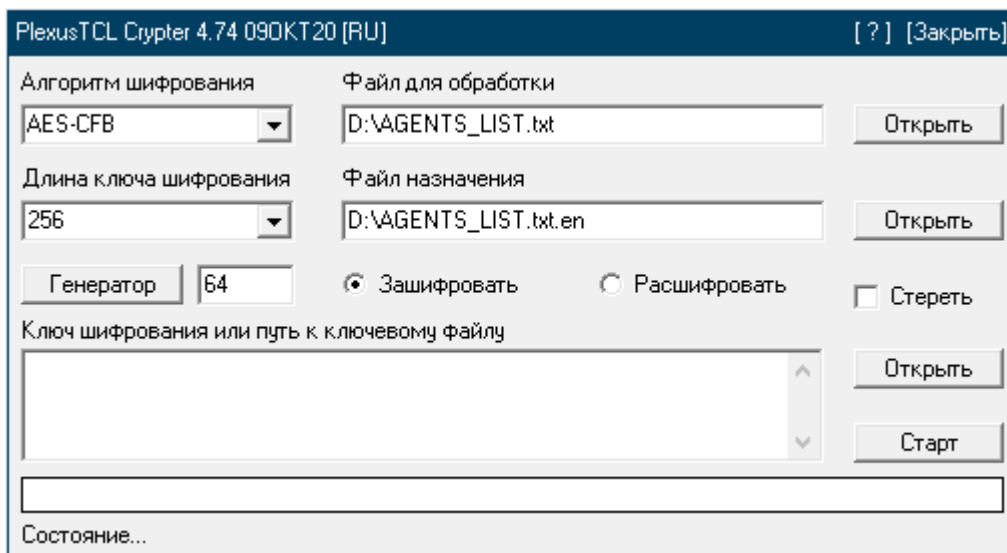 PlexusTCL Crypter 4.74 09OKT20 [RU] [ ? ] [Закрыть]
Алгоритм шифрования Файл для обработки
AES-CFB D:\AGENTS_LIST.txt Открыть
Длина ключа шифрования Файл назначения
256 D:\AGENTS_LIST.txt.en Открыть
Генератор 64 Зашифровать Расшифровать Стереть
Ключ шифрования или путь к ключевому файлу
Открыть
Старт
Состояние...